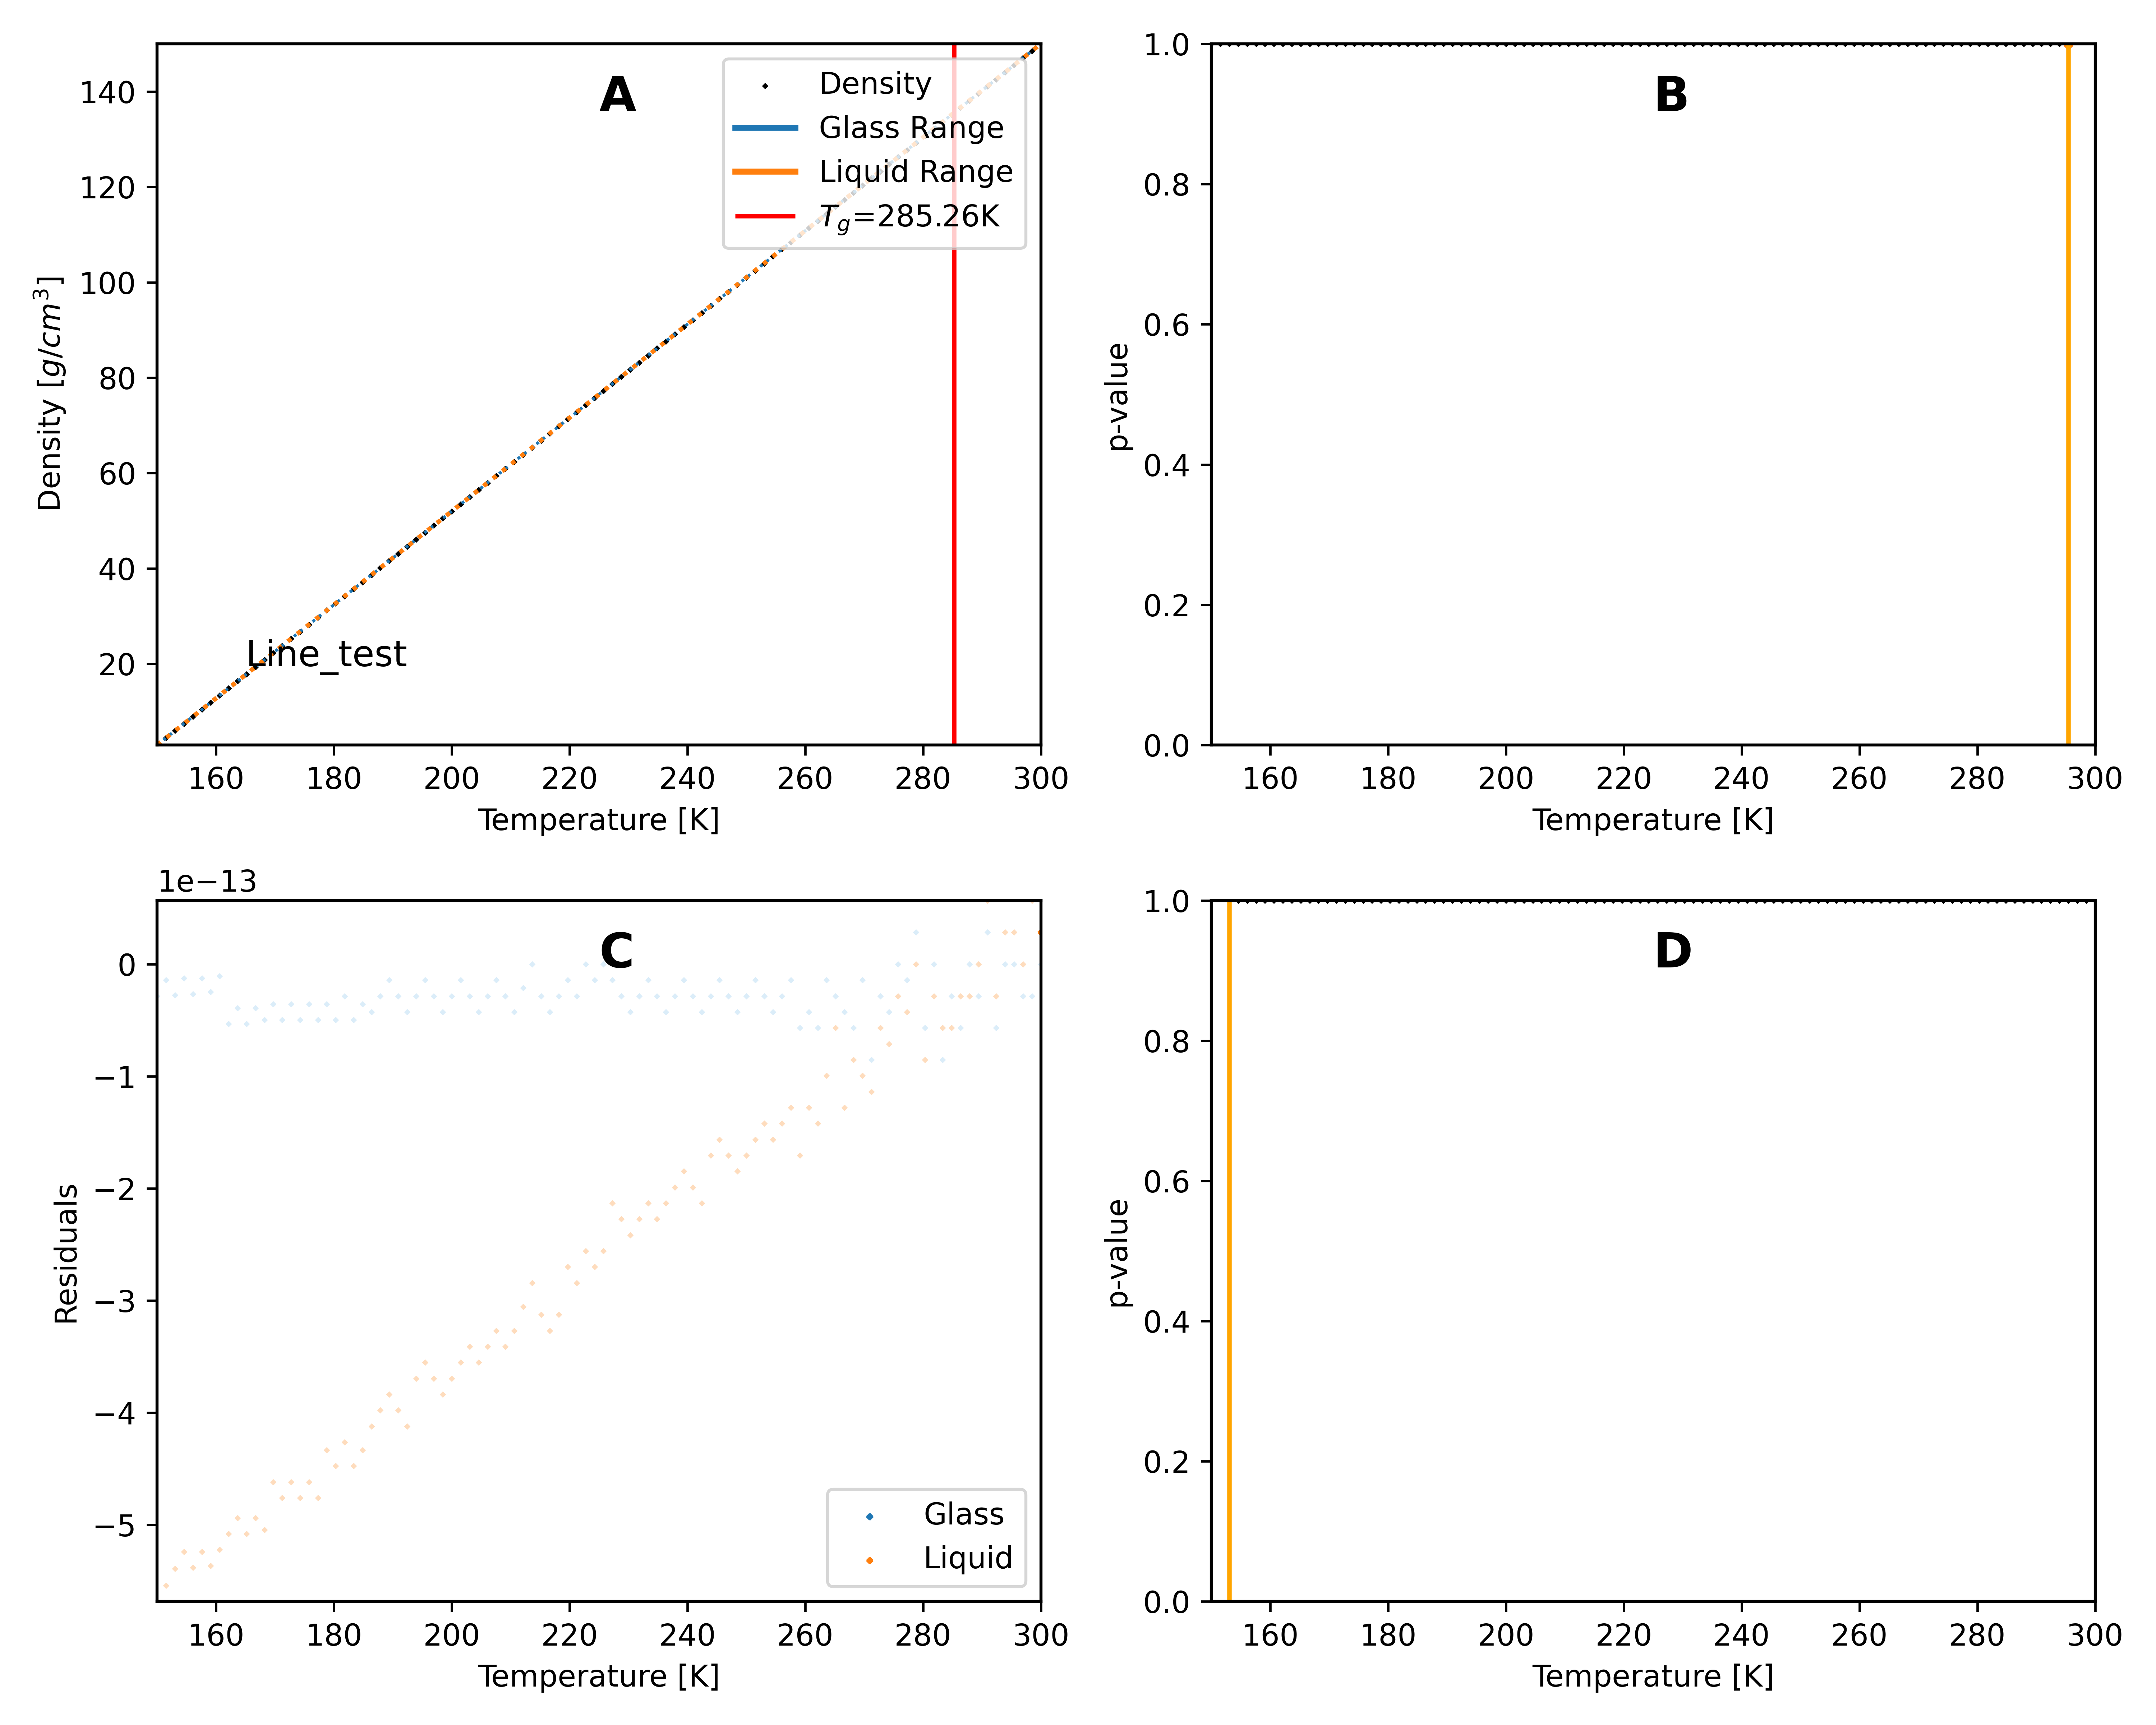 A
Density
Glass Range
Liquid Range
T_g=285.26K
Line_test
140
120
100
80
60
40
20
Density [g/cm³]
160 180 200 220 240 260 280 300
Temperature [K]
B
1.0
0.8
0.6
0.4
0.2
0.0
p-value
160 180 200 220 240 260 280 300
Temperature [K]
1e−13
C
0
−1
−2
−3
−4
−5
Residuals
Glass
Liquid
160 180 200 220 240 260 280 300
Temperature [K]
D
1.0
0.8
0.6
0.4
0.2
0.0
p-value
160 180 200 220 240 260 280 300
Temperature [K]